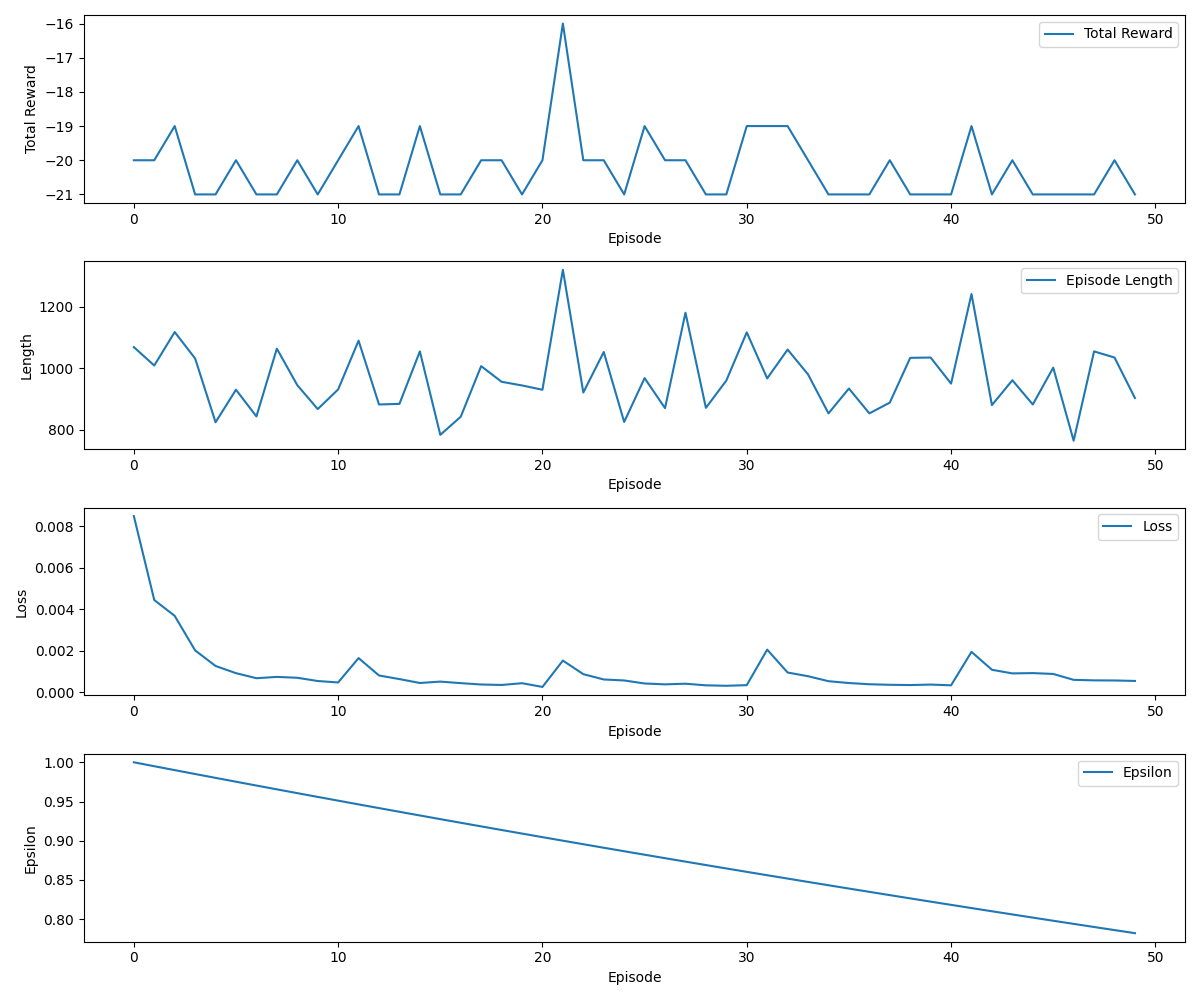 −16
−17
−18
−19
−20
−21
Total Reward
Total Reward
0 10 20 30 40 50
Episode
1200
1000
800
Length
Episode Length
0 10 20 30 40 50
Episode
0.008
0.006
0.004
0.002
0.000
Loss
Loss
0 10 20 30 40 50
Episode
1.00
0.95
0.90
0.85
0.80
Epsilon
Epsilon
0 10 20 30 40 50
Episode